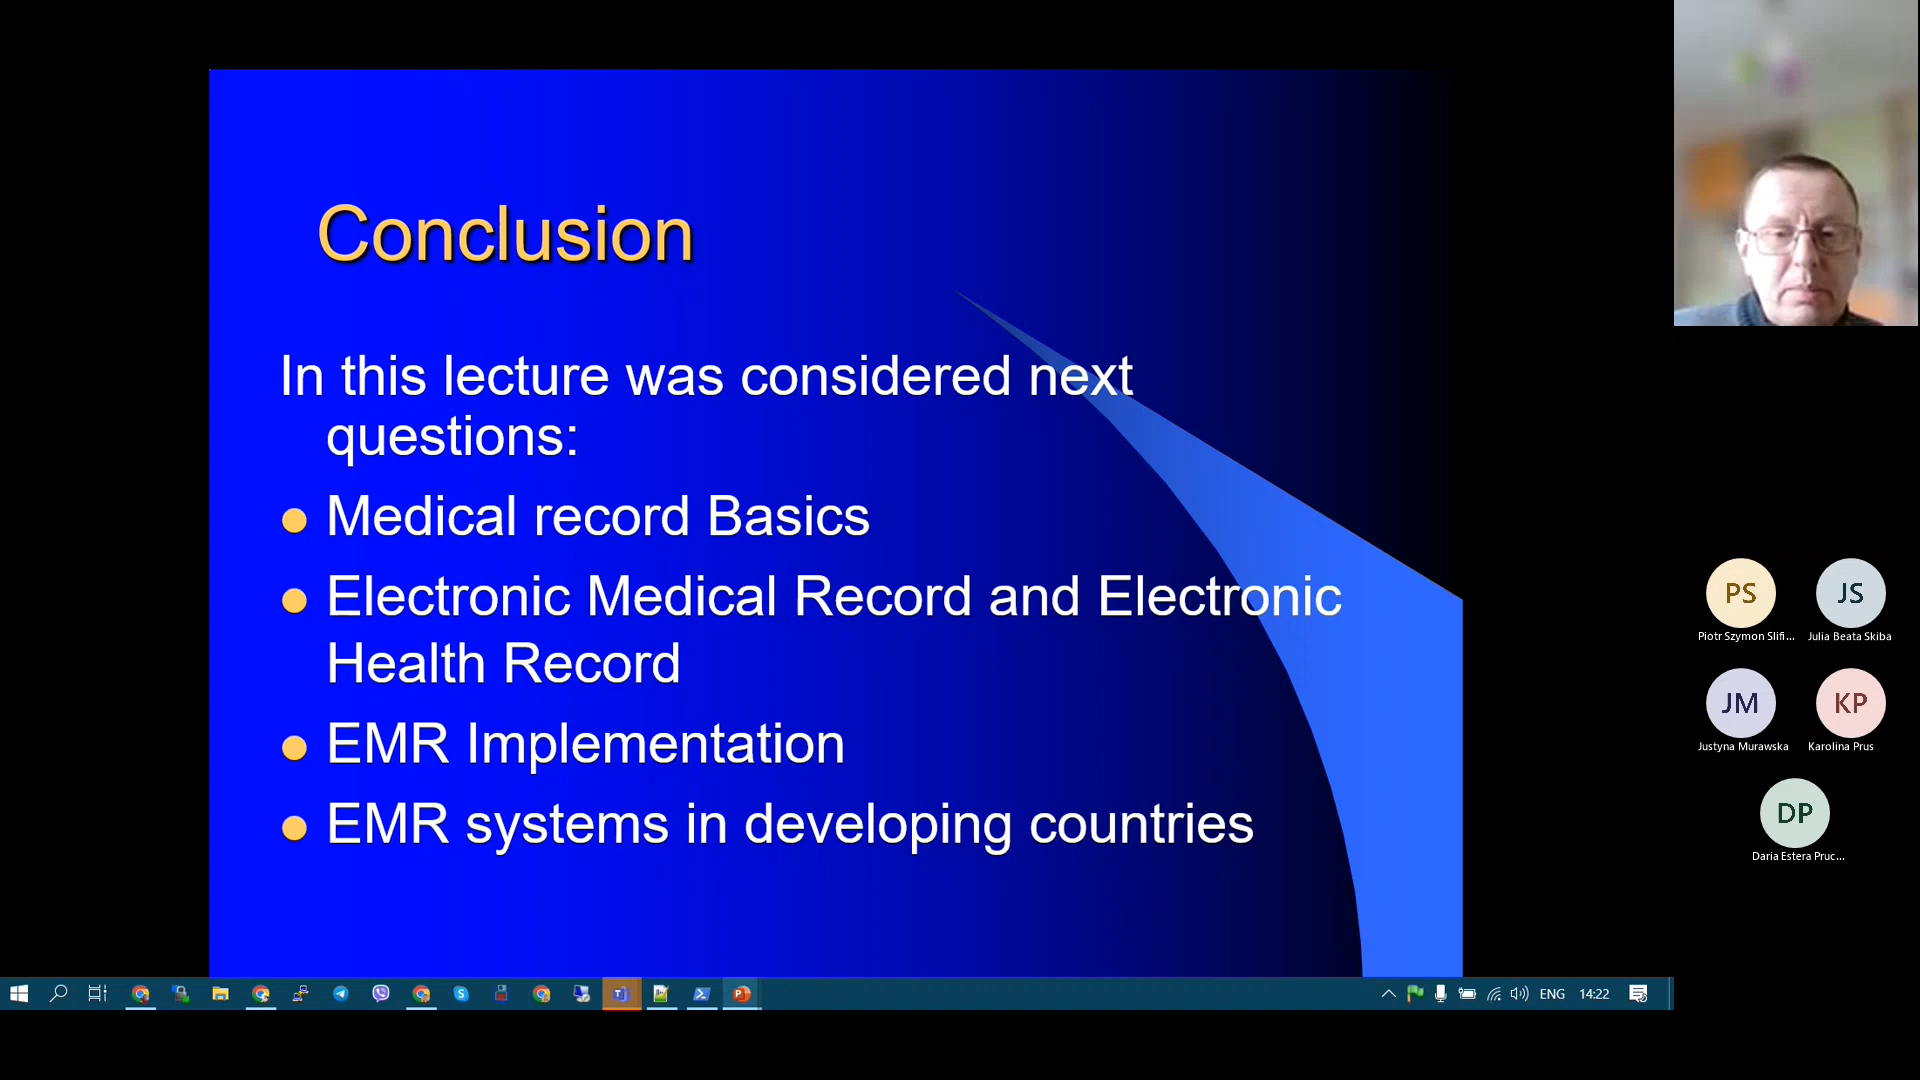 Conclusion
In this lecture was considered next
questions:
Medical record Basics
Electronic Medical Record and Electronic
Health Record
EMR Implementation
EMR systems in developing countries
PS
JS
Piotr Szymon Slifi...
Julia Beata Skiba
JM
KP
Justyna Murawska
Karolina Prus
DP
Daria Estera Pruc...
ENG
14:22